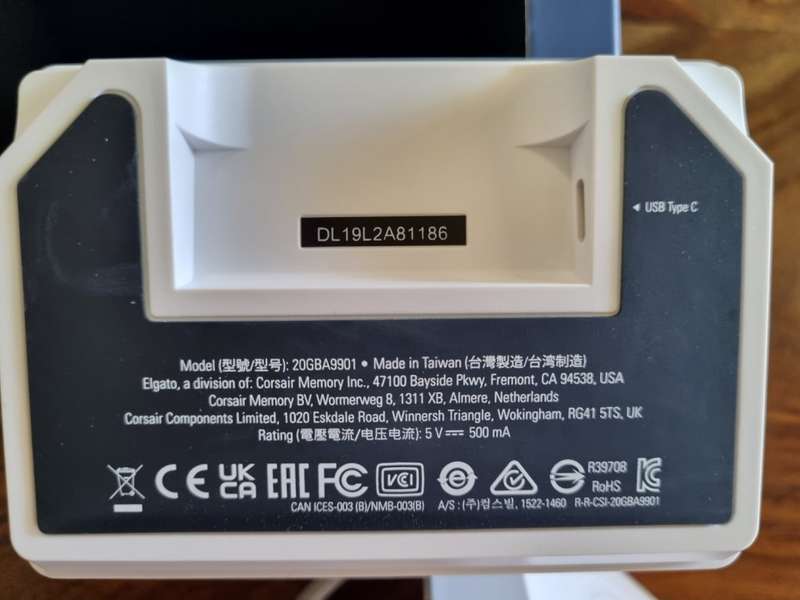 ◄ USB Type C
DL19L2A81186
Model (型號/型号): 20GBA9901 • Made in Taiwan (台灣製造/台湾制造)
Elgato, a division of: Corsair Memory Inc., 47100 Bayside Pkwy, Fremont, CA 94538, USA
Corsair Memory BV, Wormerweg 8, 1311 XB, Almere, Netherlands
Corsair Components Limited, 1020 Eskdale Road, Winnersh Triangle, Wokingham, RG41 5TS, UK
Rating (電壓電流/电压电流): 5 V ⎓ 500 mA
CE UK CA EAC FC VCI R39708 RoHS
CAN ICES-003 (B)/NMB-003(B) A/S : (주)컴스빌, 1522-1460 R-R-CSI-20GBA9901